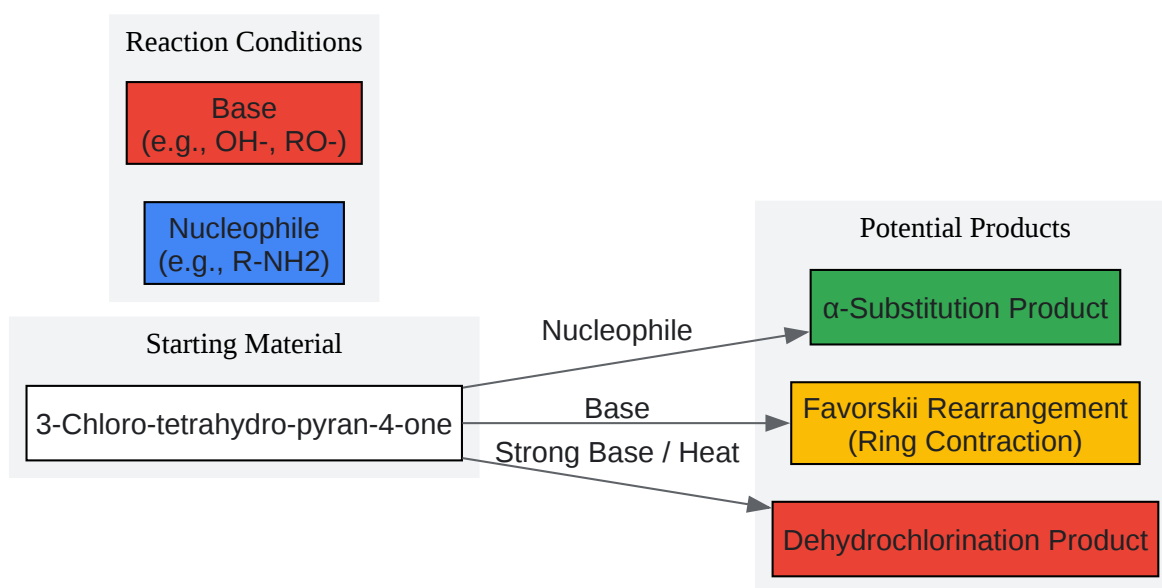 Reaction Conditions
Base
(e.g., OH-, RO-)
Nucleophile
(e.g., R-NH2)
Starting Material
3-Chloro-tetrahydro-pyran-4-one
Nucleophile
Base
Strong Base / Heat
Potential Products
α-Substitution Product
Favorskii Rearrangement
(Ring Contraction)
Dehydrochlorination Product